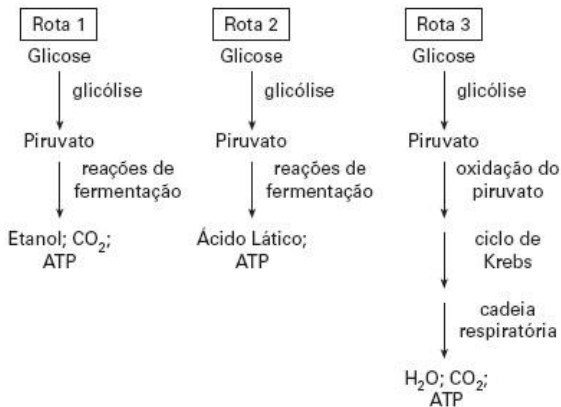 Rota 1
Glicose
glicólise
Piruvato
reações de
fermentação
Etanol; CO₂;
ATP
Rota 2
Glicose
glicólise
Piruvato
reações de
fermentação
Ácido Lático;
ATP
Rota 3
Glicose
glicólise
Piruvato
oxidação do
piruvato
ciclo de
Krebs
cadeia
respiratória
H₂O; CO₂;
ATP